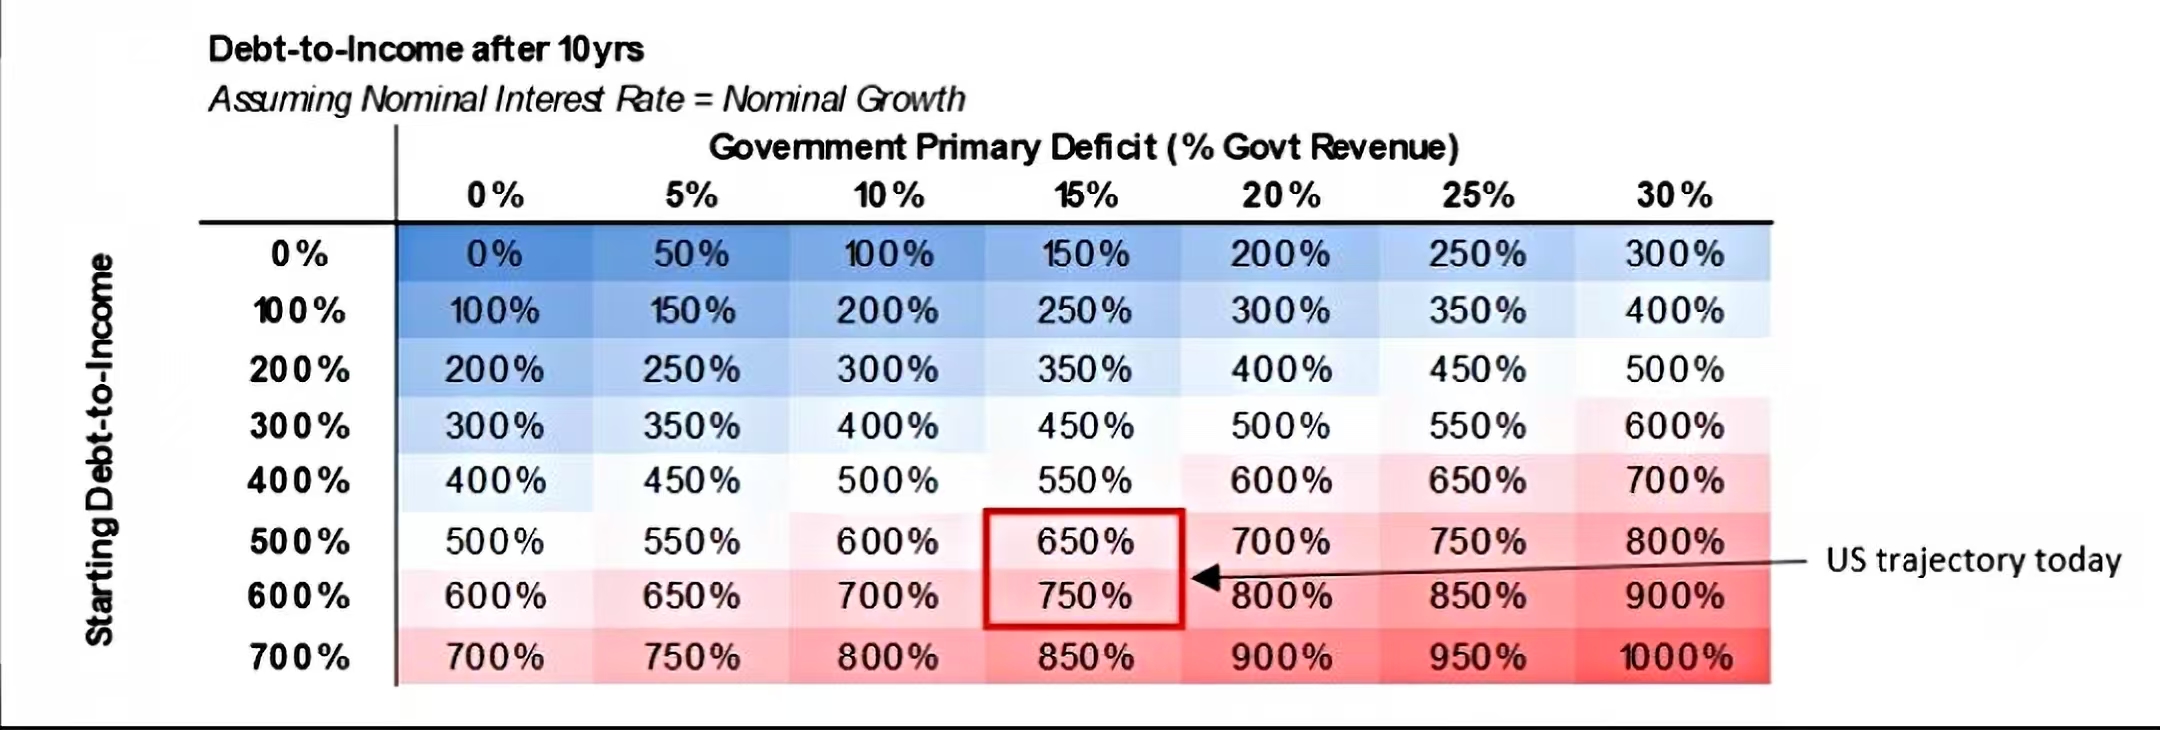 Debt-to-Income after 10yrs
Assuming Nominal Interest Rate = Nominal Growth
Government Primary Deficit (% Govt Revenue)
0% 5% 10% 15% 20% 25% 30%
Starting Debt-to-Income
0% 0% 50% 100% 150% 200% 250% 300%
100% 100% 150% 200% 250% 300% 350% 400%
200% 200% 250% 300% 350% 400% 450% 500%
300% 300% 350% 400% 450% 500% 550% 600%
400% 400% 450% 500% 550% 600% 650% 700%
500% 500% 550% 600% 650% 700% 750% 800%
US trajectory today
600% 600% 650% 700% 750% 800% 850% 900%
700% 700% 750% 800% 850% 900% 950% 1000%